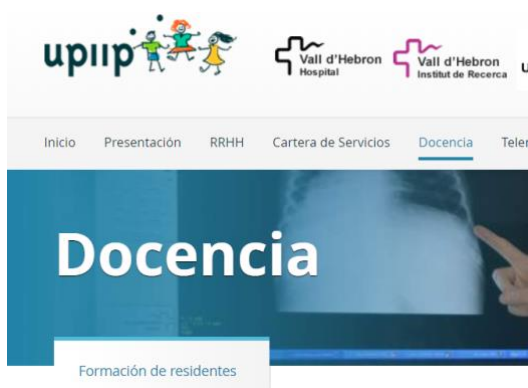 upiip
Vall d'Hebron
Hospital
Vall d'Hebron
Institut de Recerca
Inicio Presentación RRHH Cartera de Servicios Docencia
Docencia
Formación de residentes